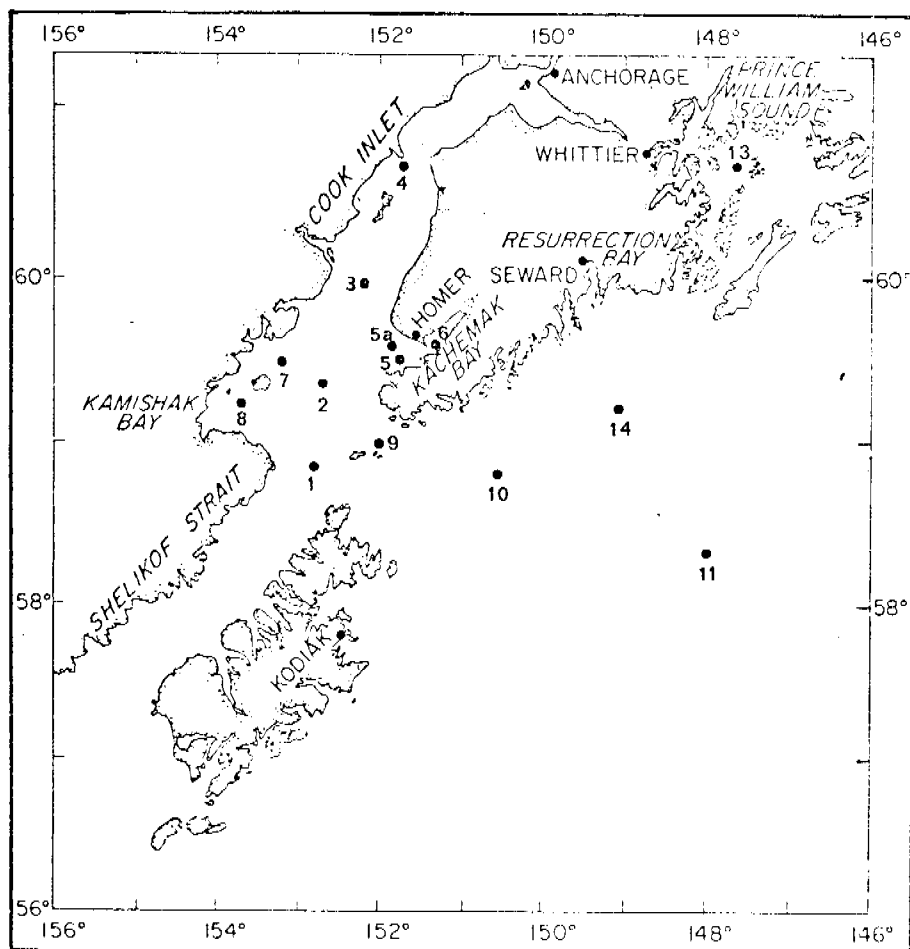 156° 154° 152° 150° 148° 146°
ANCHORAGE
PRINCE
WILLIAM
SOUND
COOK INLET
WHITTIER
13
4
RESURRECTION
BAY
60°
SEWARD
60°
3
HOMER
5a
6
5
KACHEMAK
BAY
7
2
KAMISHAK
BAY
8
14
9
1
10
SHELIKOF STRAIT
11
58°
58°
KODIAK
56°
156° 154° 152° 150° 148° 146°